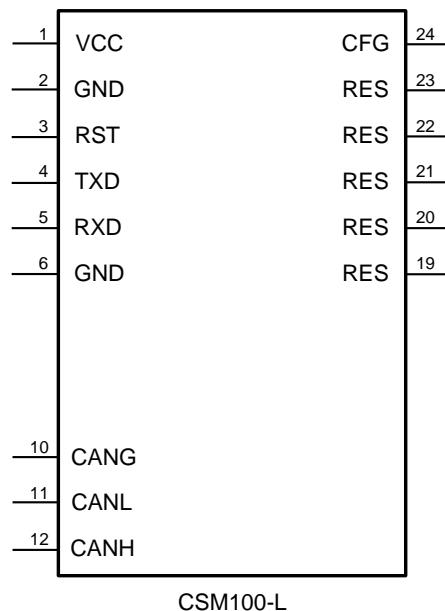 1 VCC CFG 24
2 GND RES 23
3 RST RES 22
4 TXD RES 21
5 RXD RES 20
6 GND RES 19
10 CANG
11 CANL
12 CANH
CSM100-L